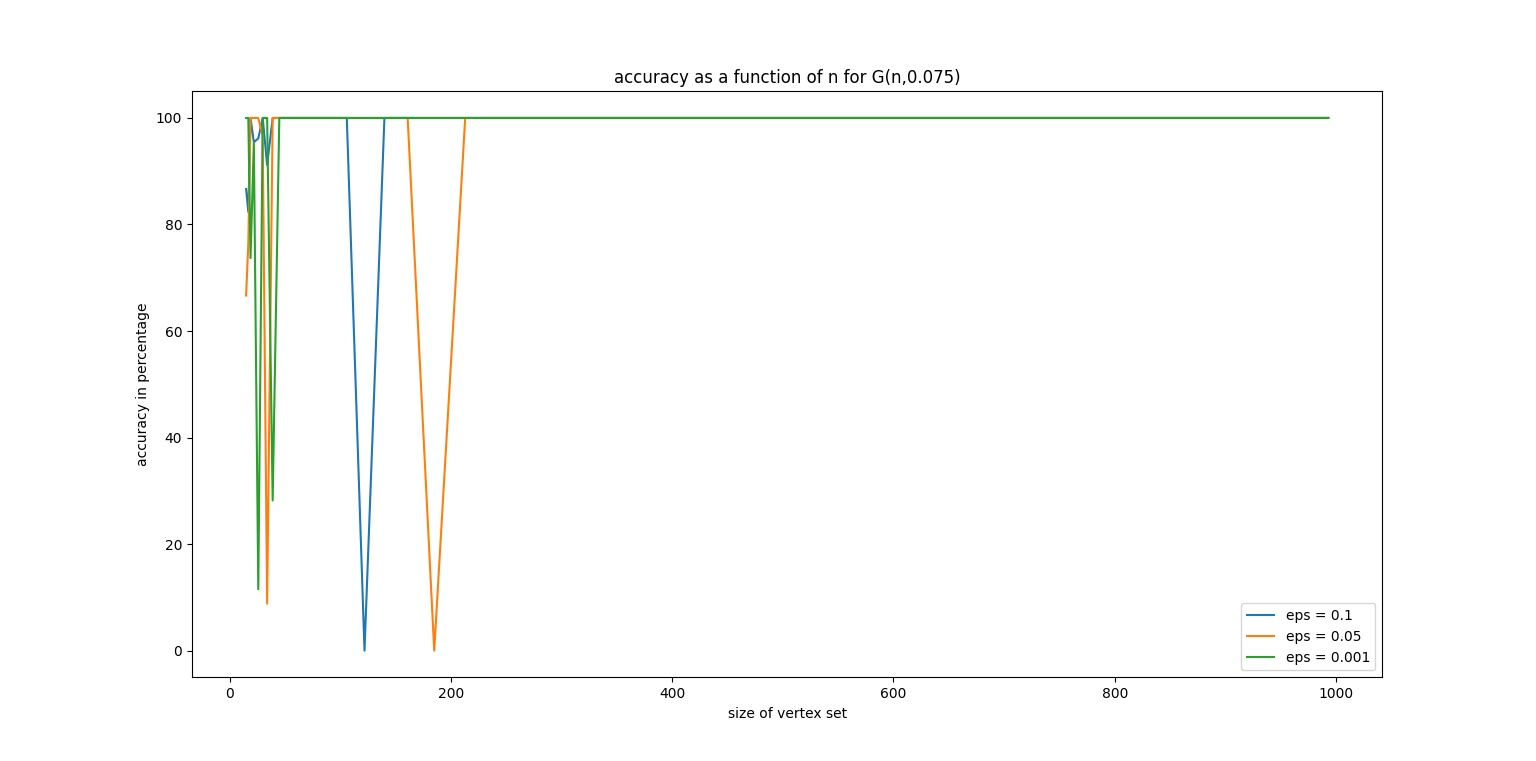 accuracy as a function of n for G(n,0.075)
accuracy in percentage
100
80
60
40
20
0
0 200 400 600 800 1000
size of vertex set
eps = 0.1
eps = 0.05
eps = 0.001